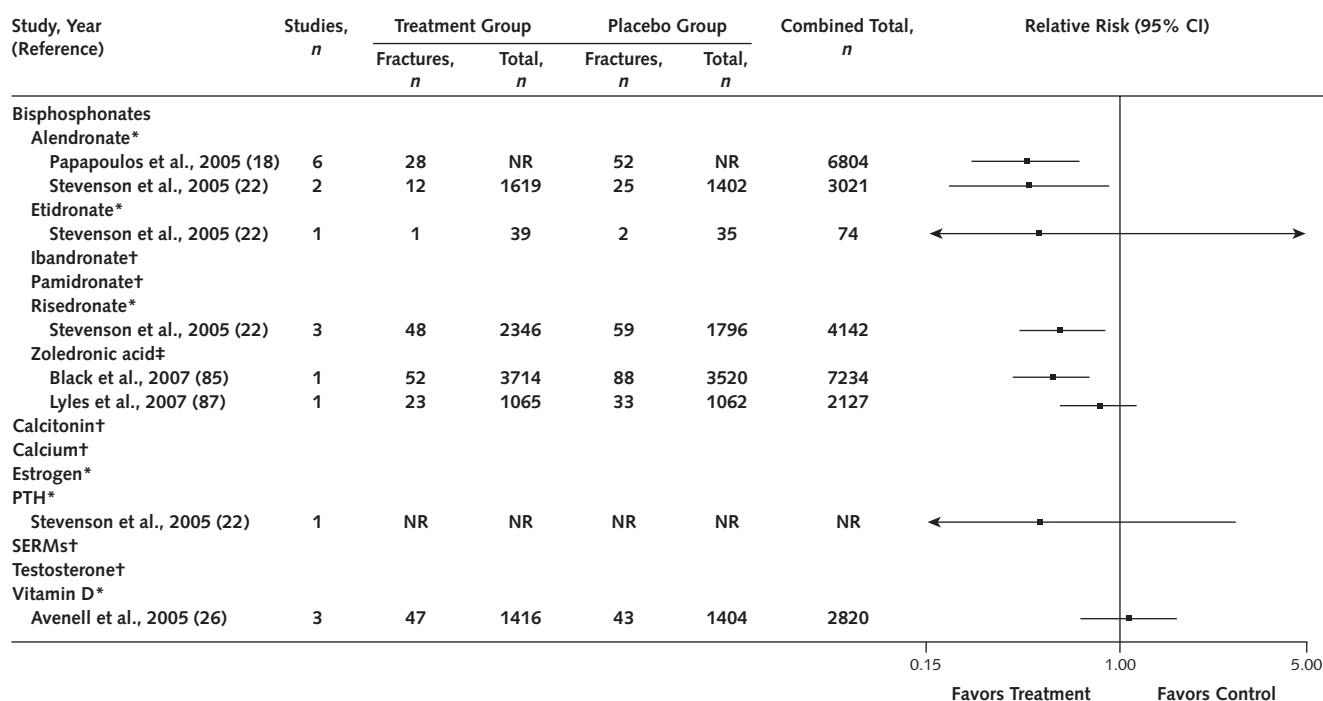 Study, Year Studies, Treatment Group Placebo Group Combined Total, Relative Risk (95% CI)
(Reference) n n
Fractures, Total, Fractures, Total,
n n n n
Bisphosphonates
Alendronate*
Papapoulos et al., 2005 (18) 6 28 NR 52 NR 6804
Stevenson et al., 2005 (22) 2 12 1619 25 1402 3021
Etidronate*
Stevenson et al., 2005 (22) 1 1 39 2 35 74
Ibandronate†
Pamidronate†
Risedronate*
Stevenson et al., 2005 (22) 3 48 2346 59 1796 4142
Zoledronic acid‡
Black et al., 2007 (85) 1 52 3714 88 3520 7234
Lyles et al., 2007 (87) 1 23 1065 33 1062 2127
Calcitonin†
Calcium†
Estrogen*
PTH*
Stevenson et al., 2005 (22) 1 NR NR NR NR NR
SERMs†
Testosterone†
Vitamin D*
Avenell et al., 2005 (26) 3 47 1416 43 1404 2820
0.15 1.00 5.00
Favors Treatment Favors Control